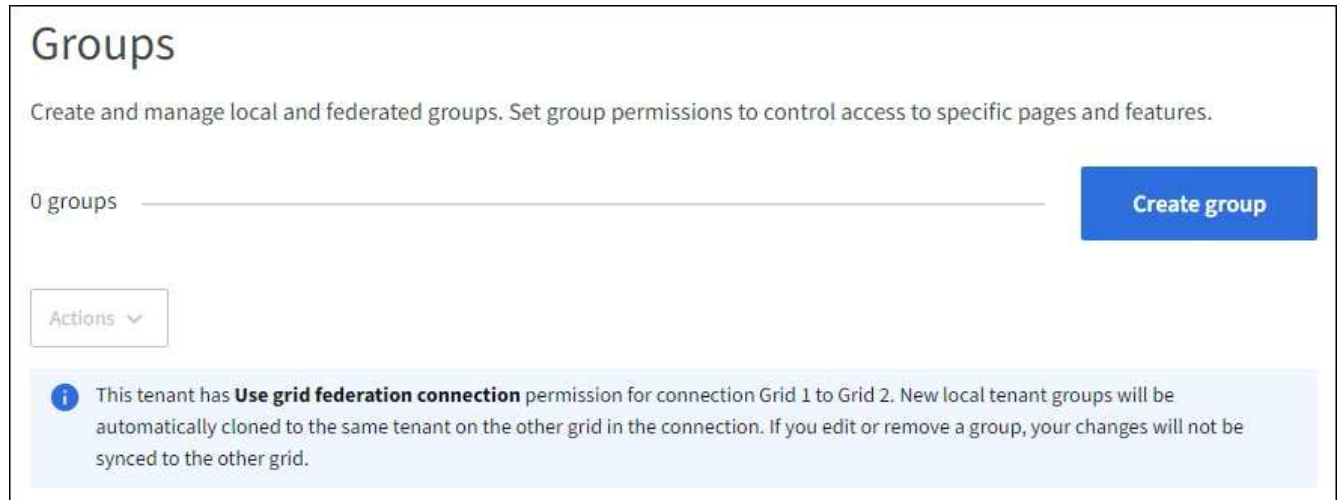 Groups
Create and manage local and federated groups. Set group permissions to control access to specific pages and features.
0 groups
Create group
Actions
This tenant has Use grid federation connection permission for connection Grid 1 to Grid 2. New local tenant groups will be
automatically cloned to the same tenant on the other grid in the connection. If you edit or remove a group, your changes will not be
synced to the other grid.